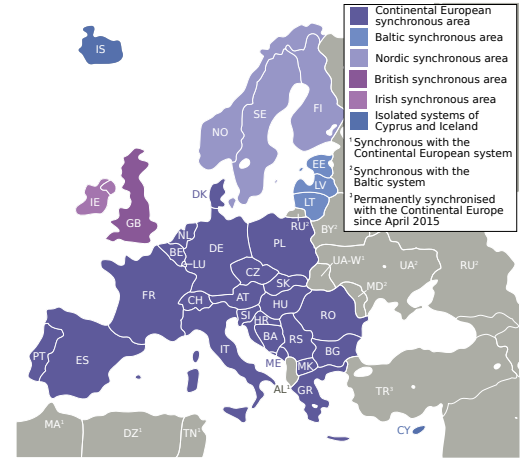 Continental European
synchronous area
Baltic synchronous area
Nordic synchronous area
British synchronous area
Irish synchronous area
Isolated systems of
Cyprus and Iceland
¹Synchronous with the
Continental European system
²Synchronous with the
Baltic system
³Permanently synchronised
with the Continental Europe
since April 2015
IS
FI
SE
NO
EE
LV
DK
LT
IE
GB
RU²
BY²
NL
DE
PL
BE
LU
UA-W¹
UA²
RU²
CZ
SK
MD²
FR
CH
AT
HU
SI
HR
RO
BA
RS
IT
BG
PT
ES
ME
MK
AL¹
GR
TR³
MA¹
DZ¹
TN¹
CY